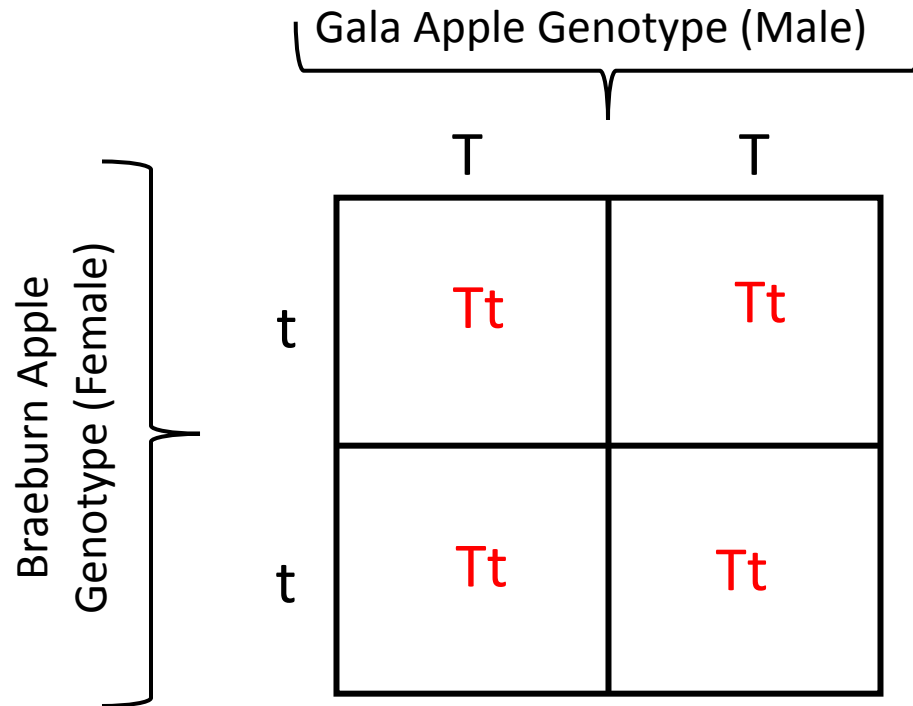 Gala Apple Genotype (Male)
T T
Braeburn Apple
Genotype (Female)
t Tt Tt
t Tt Tt